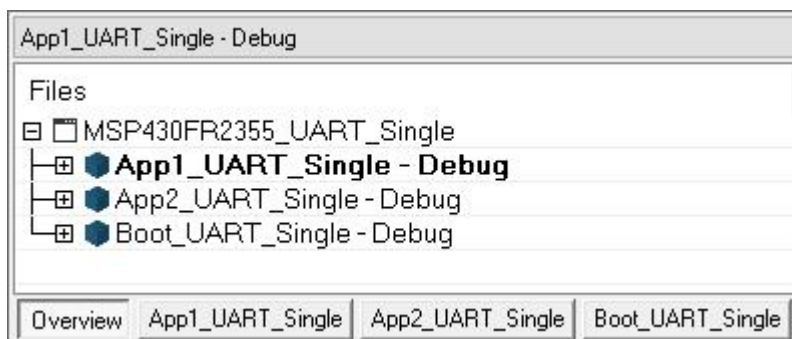 App1_UART_Single - Debug
Files
MSP430FR2355_UART_Single
App1_UART_Single - Debug
App2_UART_Single - Debug
Boot_UART_Single - Debug
Overview App1_UART_Single App2_UART_Single Boot_UART_Single